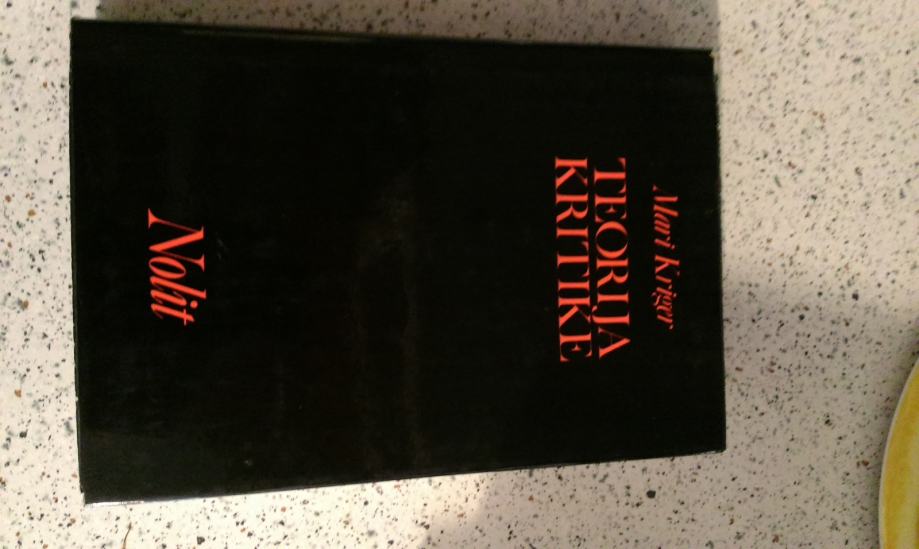 Mari Kriger
TEORIJA
KRITIKE
Nolit